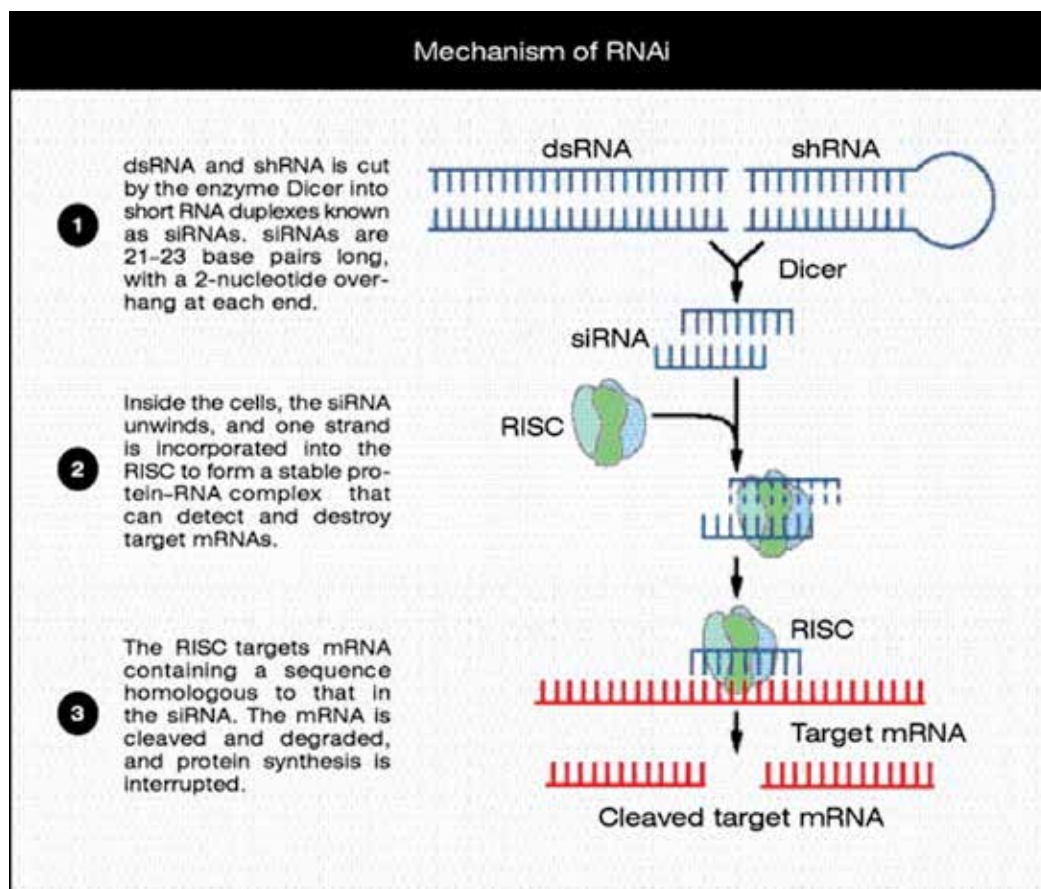 Mechanism of RNAi
1
dsRNA and shRNA is cut
by the enzyme Dicer into
short RNA duplexes known
as siRNAs. siRNAs are
21–23 base pairs long,
with a 2-nucleotide over-
hang at each end.
dsRNA
shRNA
Dicer
siRNA
2
Inside the cells, the siRNA
unwinds, and one strand
is incorporated into the
RISC to form a stable pro-
tein–RNA complex that
can detect and destroy
target mRNAs.
RISC
3
The RISC targets mRNA
containing a sequence
homologous to that in
the siRNA. The mRNA is
cleaved and degraded,
and protein synthesis is
interrupted.
RISC
Target mRNA
Cleaved target mRNA